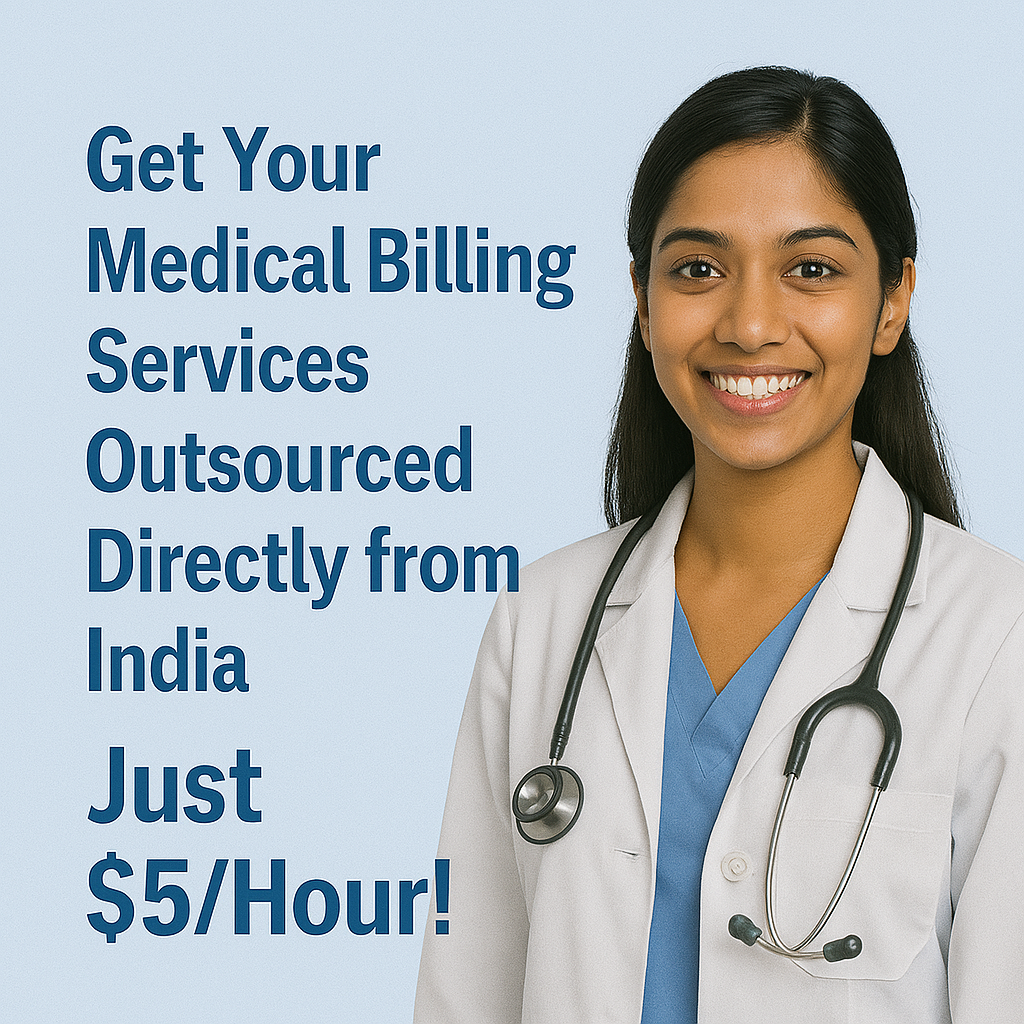 Get Your
Medical Billing
Services
Outsourced
Directly from
India
Just
$5/Hour!